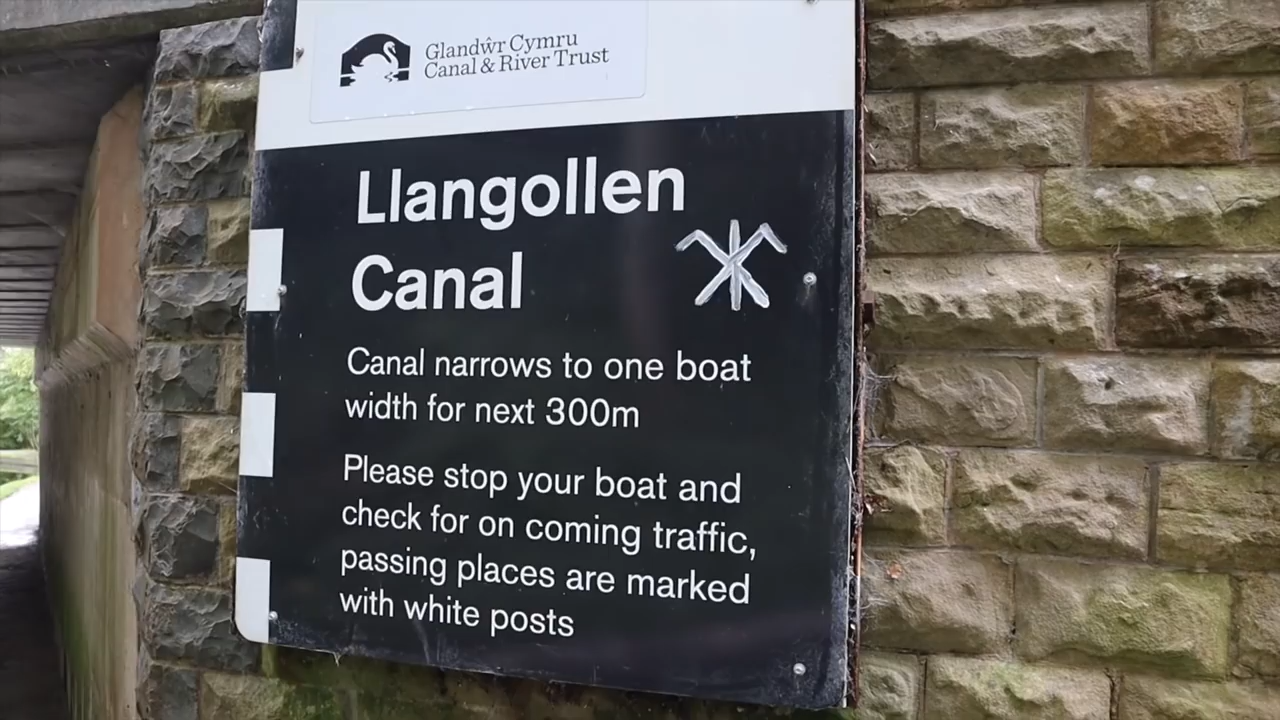 Glandŵr Cymru
Canal & River Trust
Llangollen
Canal
Canal narrows to one boat
width for next 300m
Please stop your boat and
check for on coming traffic,
passing places are marked
with white posts